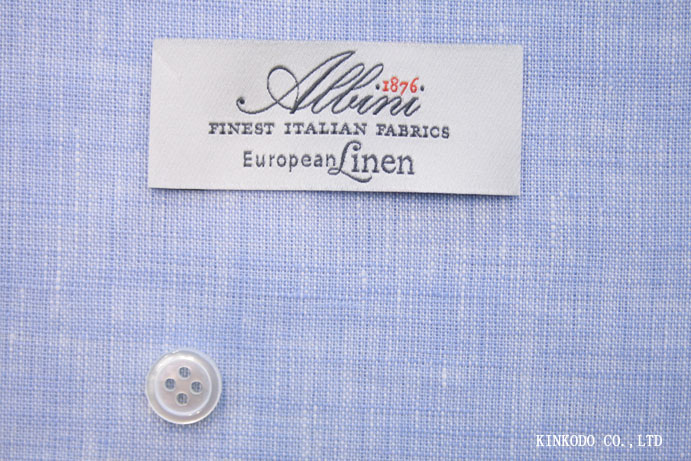 1876
Albini
FINEST ITALIAN FABRICS
European Linen
KINKODO CO.,LTD